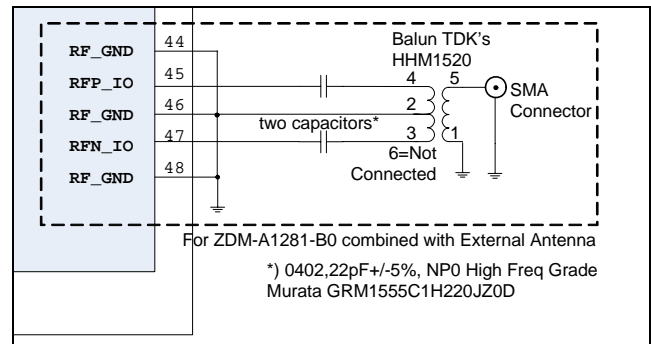 RF_GND 44
RFP_IO 45
RF_GND 46
RFN_IO 47
RF_GND 48
two capacitors*
Balun TDK's
HHM1520
4 5
2
3 1
6=Not
Connected
SMA
Connector
For ZDM-A1281-B0 combined with External Antenna
*) 0402,22pF+/-5%, NP0 High Freq Grade
Murata GRM1555C1H220JZ0D